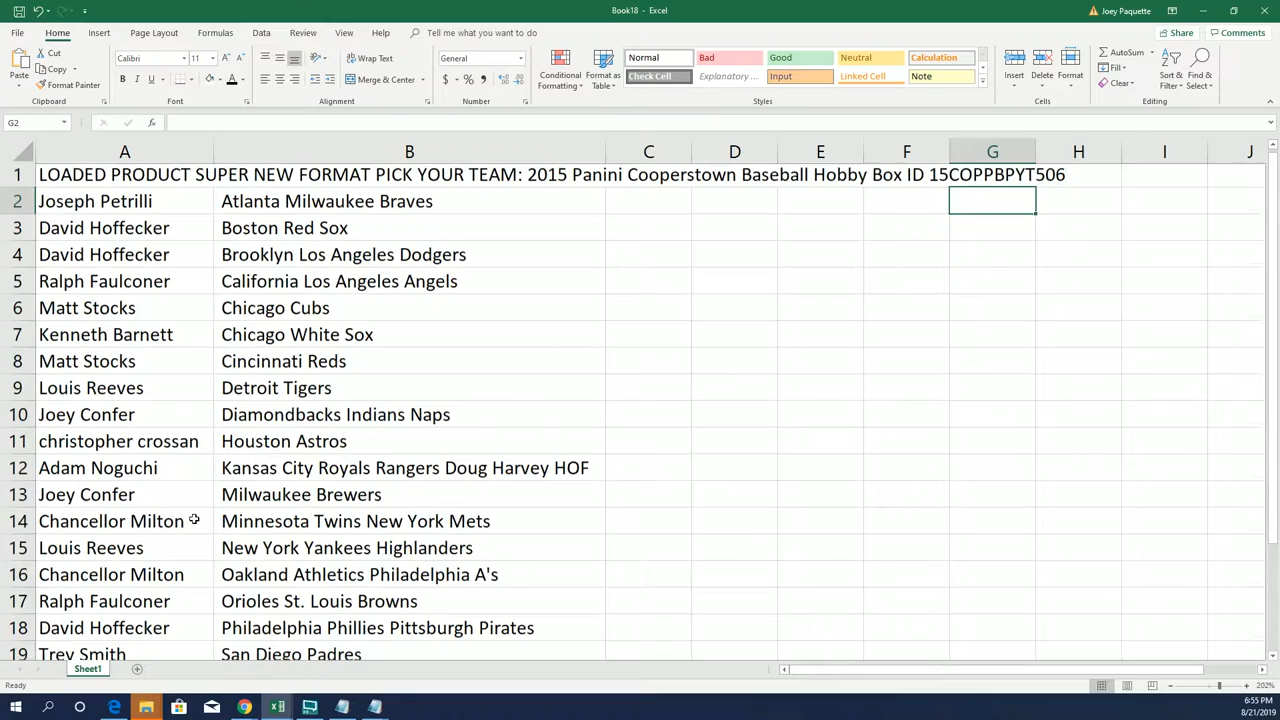 Book18 - Excel
Joey Paquette
File Home Insert Page Layout Formulas Data Review View Help Tell me what you want to do
Share Comments
Paste
Cut
Copy
Format Painter
Clipboard
Calibri 11
B I U
Font
Wrap Text
Merge & Center
Alignment
General
$ % ,
Number
Conditional Formatting
Format as Table
Normal Bad Good Neutral Calculation
Check Cell Explanatory ... Input Linked Cell Note
Styles
Insert Delete Format
Cells
AutoSum
Fill
Clear
Sort & Filter
Find & Select
Editing
G2
fx
A B C D E F G H I J
1 LOADED PRODUCT SUPER NEW FORMAT PICK YOUR TEAM: 2015 Panini Cooperstown Baseball Hobby Box ID 15COPPBPYT506
2 Joseph Petrilli Atlanta Milwaukee Braves
3 David Hoffecker Boston Red Sox
4 David Hoffecker Brooklyn Los Angeles Dodgers
5 Ralph Faulconer California Los Angeles Angels
6 Matt Stocks Chicago Cubs
7 Kenneth Barnett Chicago White Sox
8 Matt Stocks Cincinnati Reds
9 Louis Reeves Detroit Tigers
10 Joey Confer Diamondbacks Indians Naps
11 christopher crossan Houston Astros
12 Adam Noguchi Kansas City Royals Rangers Doug Harvey HOF
13 Joey Confer Milwaukee Brewers
14 Chancellor Milton Minnesota Twins New York Mets
15 Louis Reeves New York Yankees Highlanders
16 Chancellor Milton Oakland Athletics Philadelphia A's
17 Ralph Faulconer Orioles St. Louis Browns
18 David Hoffecker Philadelphia Phillies Pittsburgh Pirates
19 Trey Smith San Diego Padres
Sheet1
Ready
202%
6:55 PM
8/21/2019